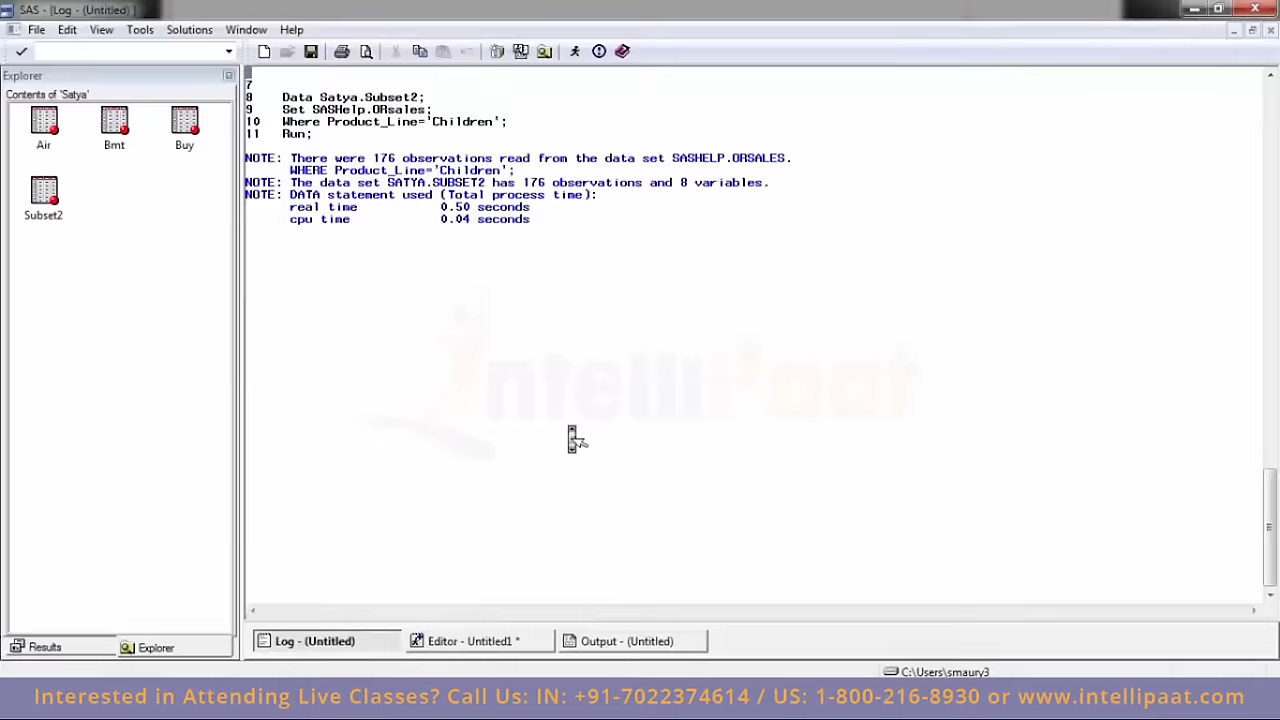 SAS - [Log - (Untitled) ]
File Edit View Tools Solutions Window Help
Explorer
Contents of 'Satya'
Air Bmt Buy
Subset2
7
8 Data Satya.Subset2;
9 Set SASHelp.ORsales;
10 Where Product_Line='Children';
11 Run;
NOTE: There were 176 observations read from the data set SASHELP.ORSALES.
WHERE Product_Line='Children';
NOTE: The data set SATYA.SUBSET2 has 176 observations and 8 variables.
NOTE: DATA statement used (Total process time):
real time 0.50 seconds
cpu time 0.04 seconds
intellipaat
Results Explorer
Log - (Untitled) Editor - Untitled1 * Output - (Untitled)
C:\Users\smaury3
Interested in Attending Live Classes? Call Us: IN: +91-7022374614 / US: 1-800-216-8930 or www.intellipaat.com